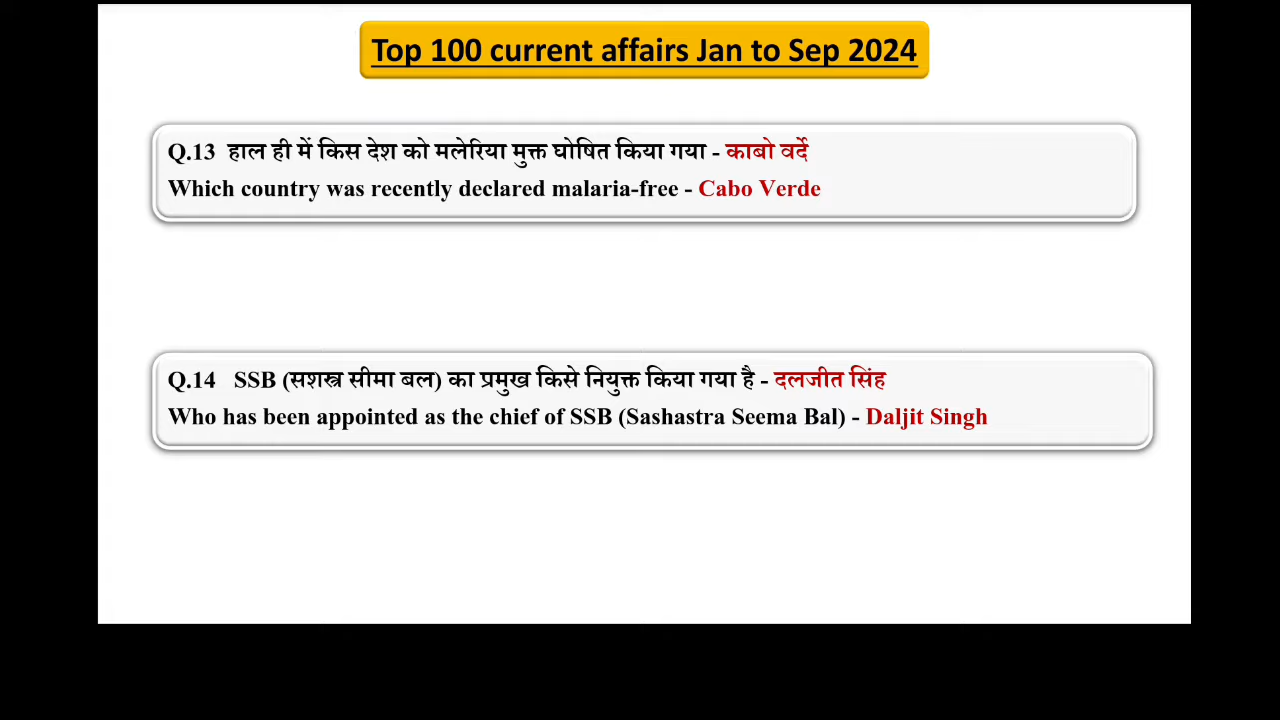 Top 100 current affairs Jan to Sep 2024
Q.13 हाल ही में किस देश को मलेरिया मुक्त घोषित किया गया - काबो वर्दे
Which country was recently declared malaria-free - Cabo Verde
Q.14 SSB (सशस्त्र सीमा बल) का प्रमुख किसे नियुक्त किया गया है - दलजीत सिंह
Who has been appointed as the chief of SSB (Sashastra Seema Bal) - Daljit Singh